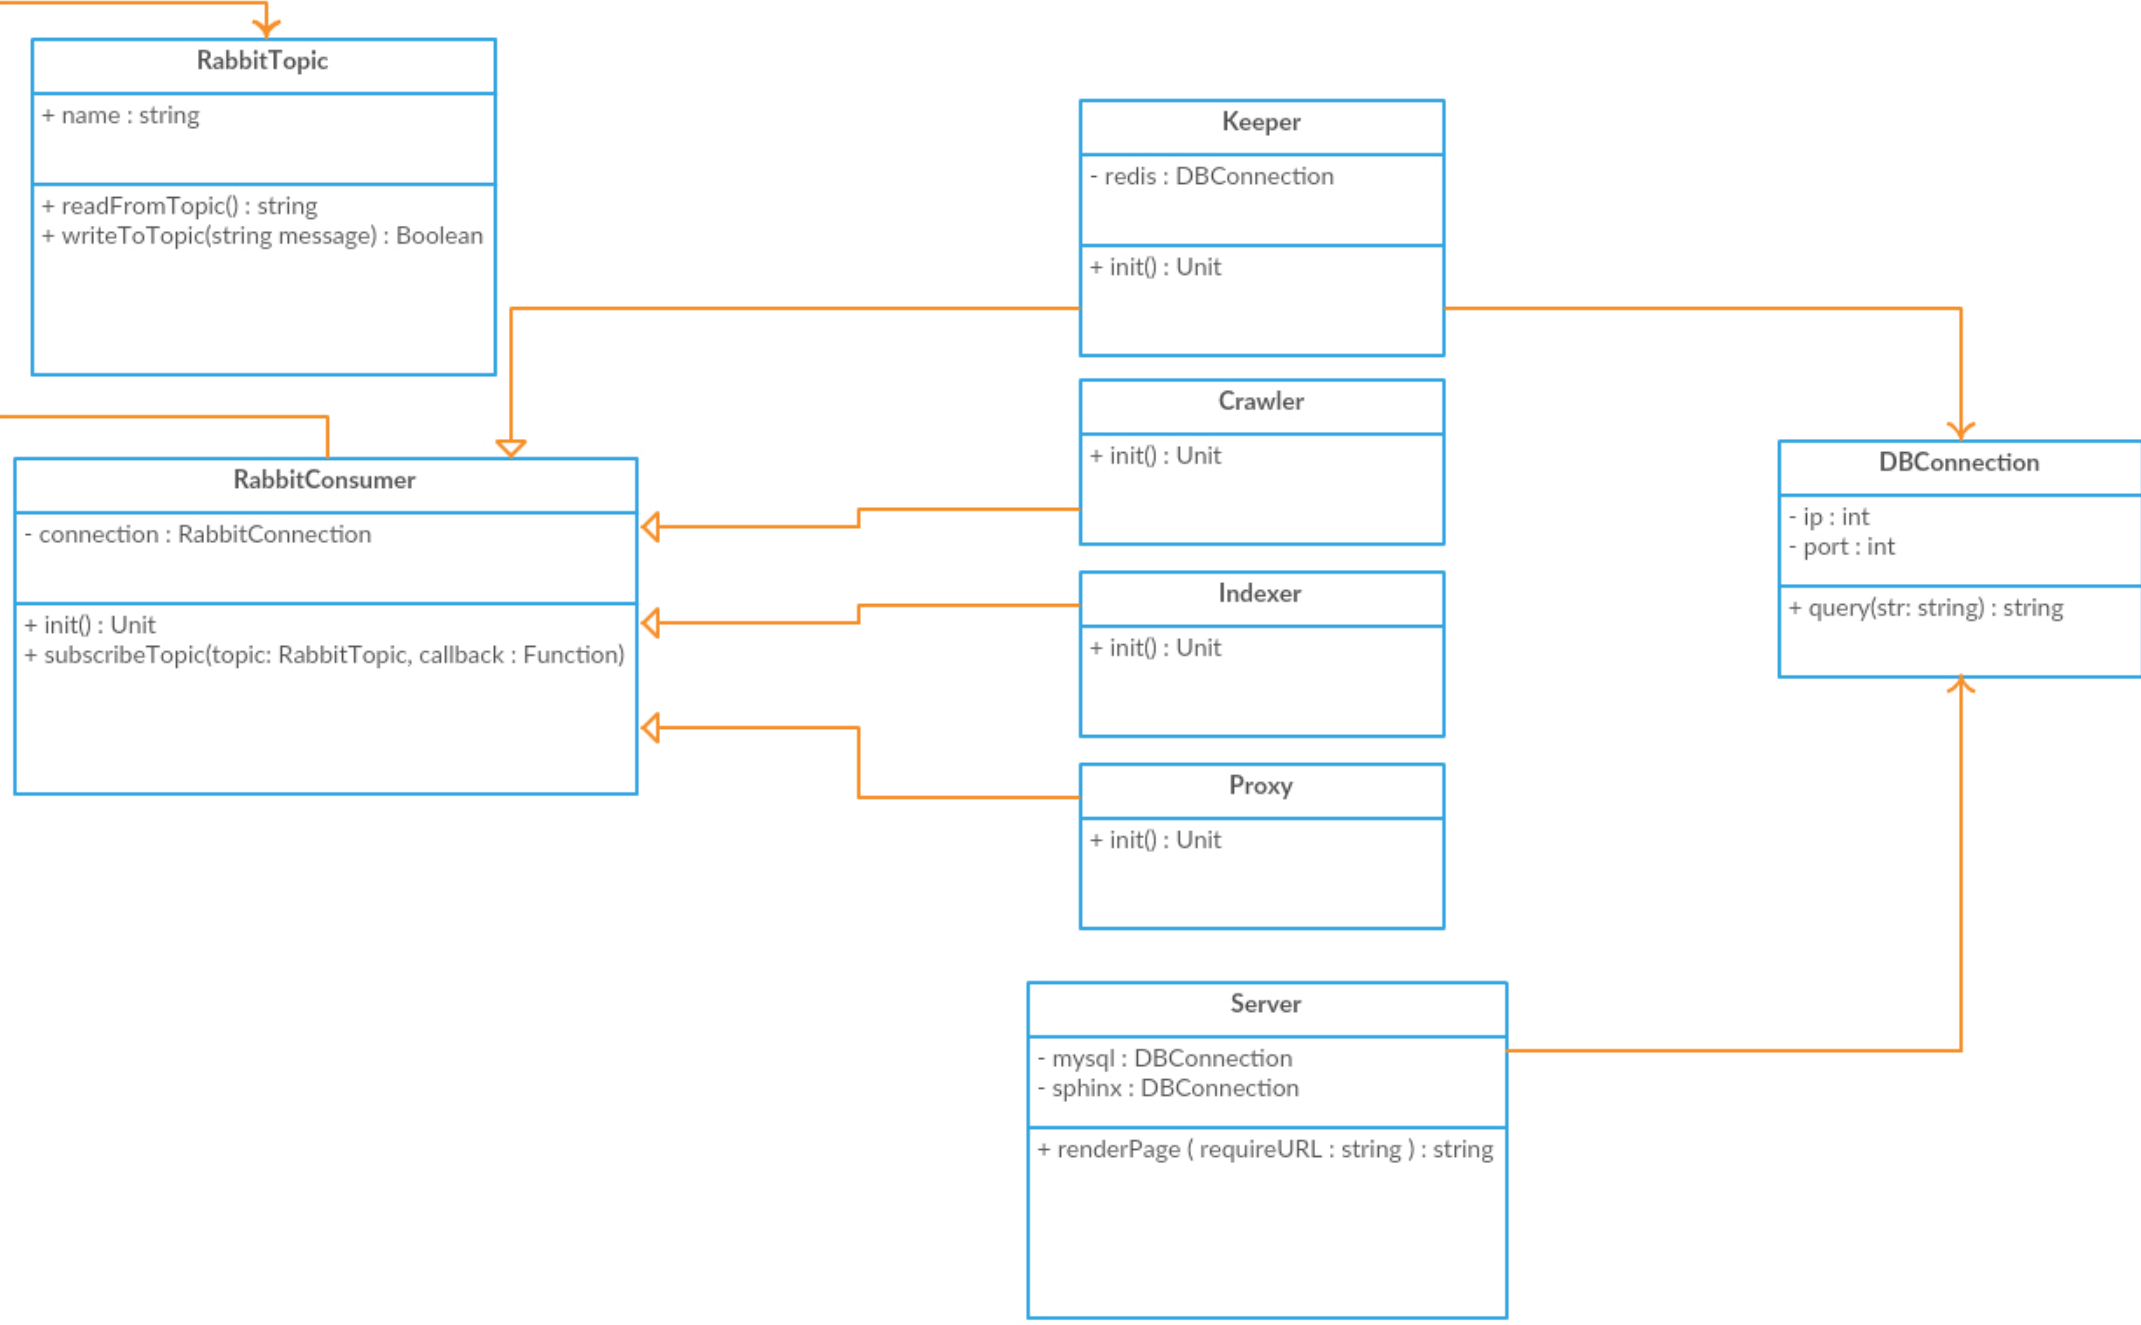 RabbitTopic
+ name : string
+ readFromTopic() : string
+ writeToTopic(string message) : Boolean
RabbitConsumer
- connection : RabbitConnection
+ init() : Unit
+ subscribeTopic(topic: RabbitTopic, callback : Function)
Keeper
- redis : DBConnection
+ init() : Unit
Crawler
+ init() : Unit
Indexer
+ init() : Unit
Proxy
+ init() : Unit
Server
- mysql : DBConnection
- sphinx : DBConnection
+ renderPage ( requireURL : string ) : string
DBConnection
- ip : int
- port : int
+ query(str: string) : string